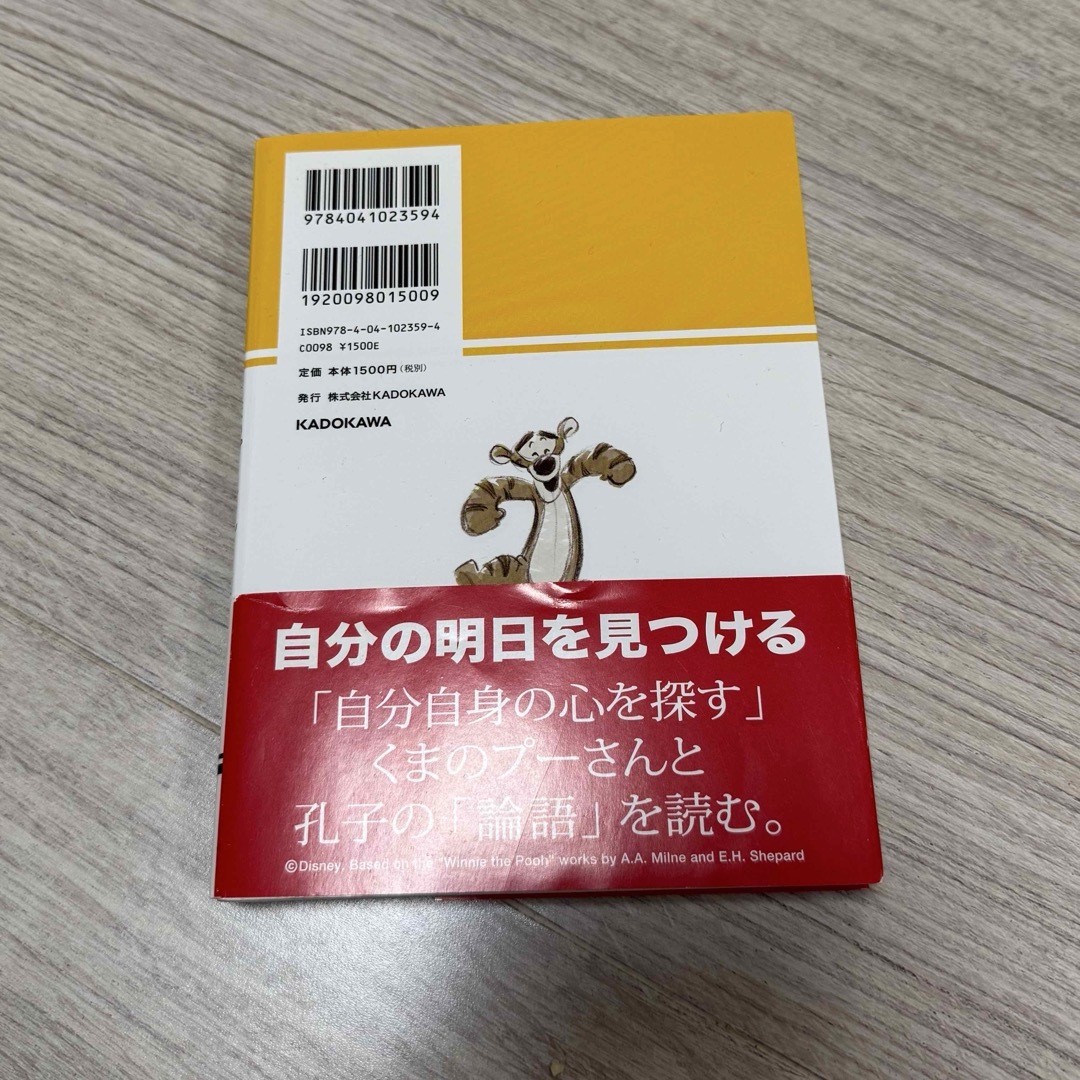 9784041023594
1920098015009
ISBN978-4-04-102359-4
C0098 ¥1500E
定価 本体1500円(税別)
発行 株式会社KADOKAWA
KADOKAWA
自分の明日を見つける
「自分自身の心を探す」
くまのプーさんと
孔子の「論語」を読む。
©Disney. Based on the "Winnie the Pooh" works by A.A. Milne and E.H. Shepard